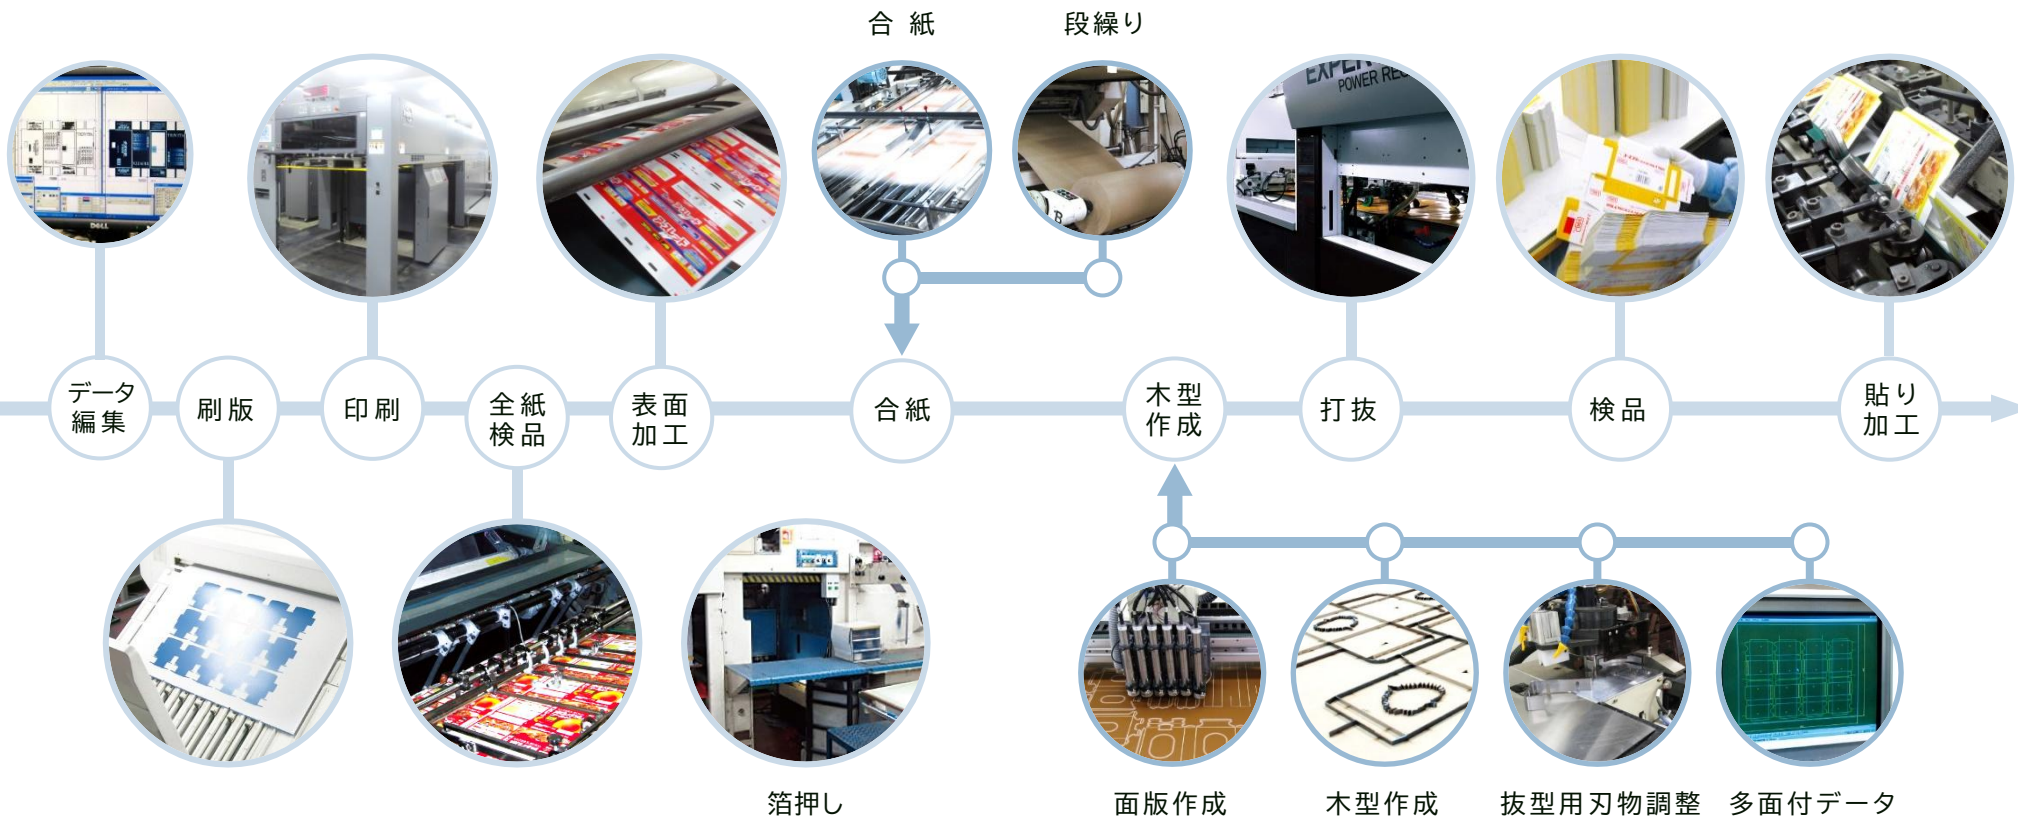 合 紙
段繰り
EXPER
POWER RES
DELL
B
データ
編集
刷版
印刷
全紙
検品
表面
加工
合紙
木型
作成
打抜
検品
貼り
加工
箔押し
面版作成
木型作成
抜型用刃物調整
多面付データ